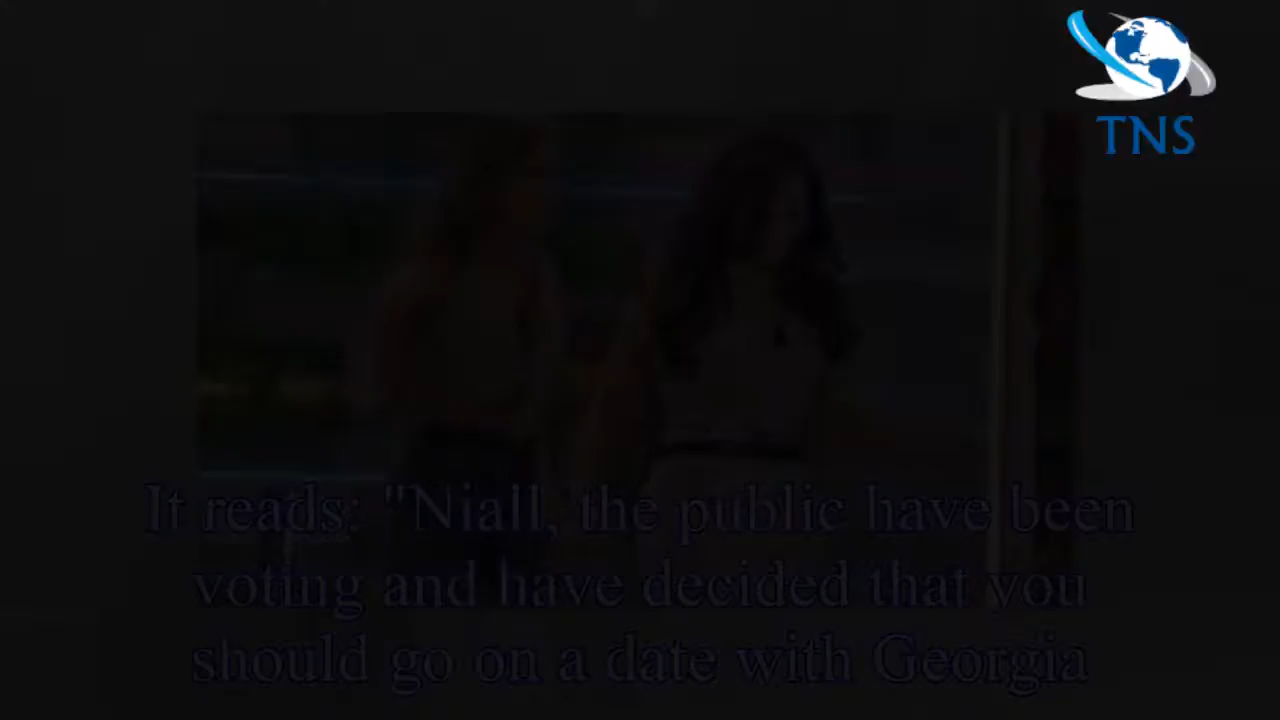 TNS
It reads: "Niall, the public have been
voting and have decided that you
should go on a date with Georgia